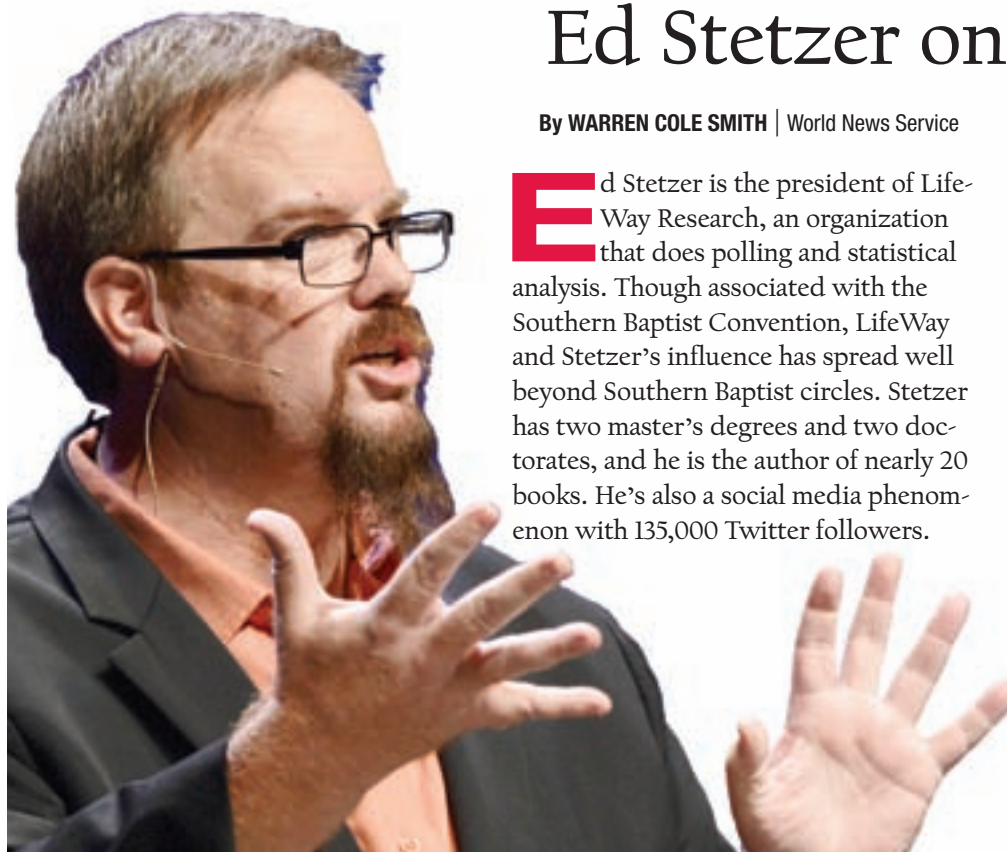 Ed Stetzer on
By WARREN COLE SMITH | World News Service
Ed Stetzer is the president of Life-
Way Research, an organization
that does polling and statistical
analysis. Though associated with the
Southern Baptist Convention, LifeWay
and Stetzer’s influence has spread well
beyond Southern Baptist circles. Stetzer
has two master’s degrees and two doc-
torates, and he is the author of nearly 20
books. He’s also a social media phenom-
enon with 135,000 Twitter followers.